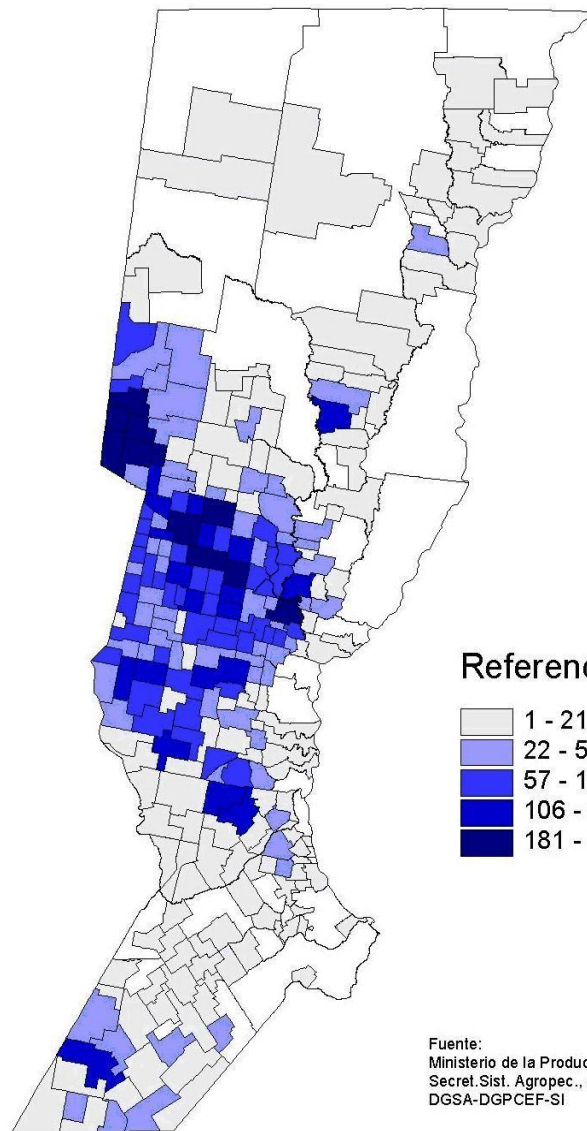 Referen
1 - 21
22 - 5
57 - 1
106 -
181 -
Fuente:
Ministerio de la Produc
Secret.Sist. Agropec.,
DGSA-DGPCEF-SI